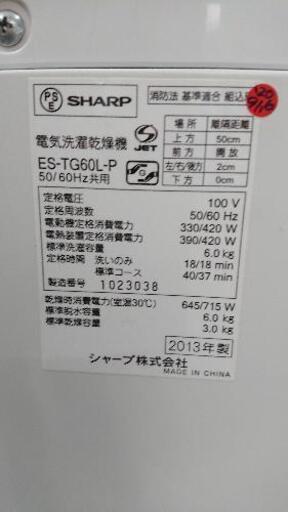 PSE SHARP
消防法 基準適合 組込形
場所 離隔距離
上方 50cm
前方 開放
左/右/後方 2cm
下方 0cm
電気洗濯乾燥機
JET
ES-TG60L-P
50/60Hz共用
定格電圧 100 V
定格周波数 50/60 Hz
電動機定格消費電力 330/420 W
電熱装置定格消費電力 390/420 W
標準洗濯容量 6.0 kg
定格時間 洗いのみ 18/18 min
標準コース 40/37 min
製造番号 1023038
乾燥時消費電力(室温30℃) 645/715 W
標準脱水容量 6.0 kg
標準乾燥容量 3.0 kg
シャープ株式会社 2013年製
MADE IN CHINA